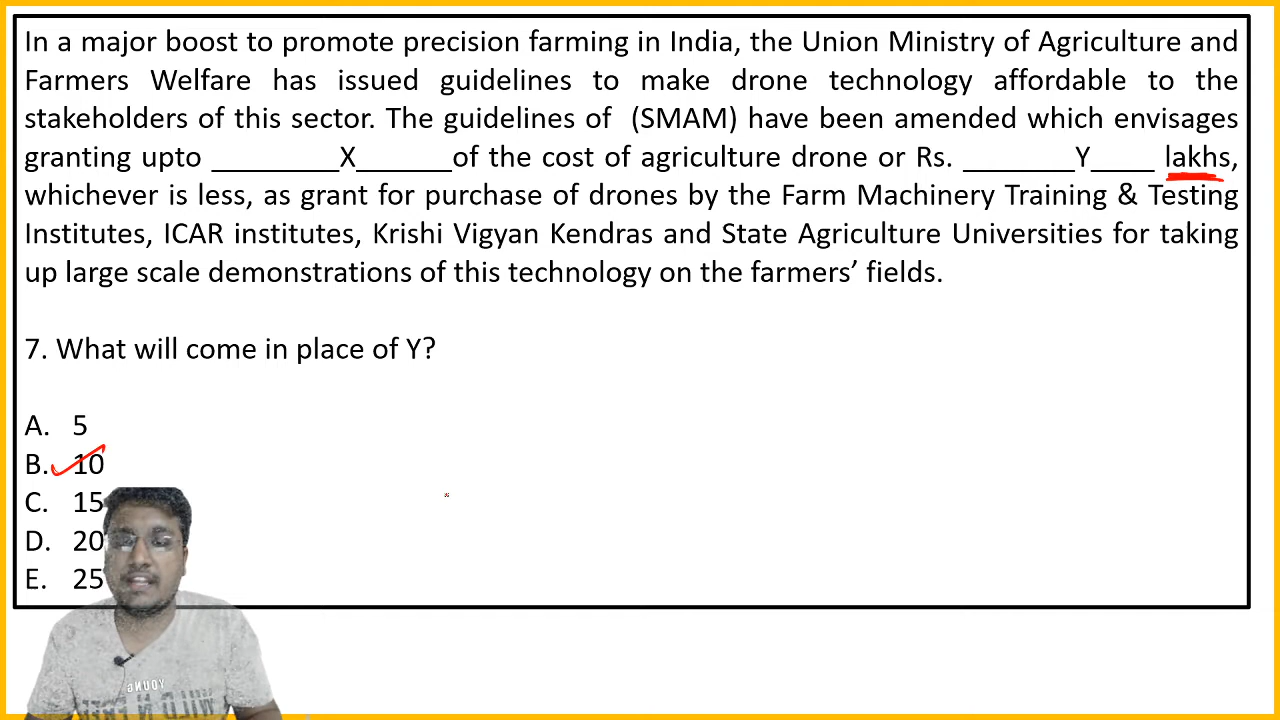 In a major boost to promote precision farming in India, the Union Ministry of Agriculture and
Farmers Welfare has issued guidelines to make drone technology affordable to the
stakeholders of this sector. The guidelines of (SMAM) have been amended which envisages
granting upto _________X_______of the cost of agriculture drone or Rs. ________Y_____ lakhs,
whichever is less, as grant for purchase of drones by the Farm Machinery Training & Testing
Institutes, ICAR institutes, Krishi Vigyan Kendras and State Agriculture Universities for taking
up large scale demonstrations of this technology on the farmers’ fields.
7. What will come in place of Y?
A. 5
B. 10
C. 15
D. 20
E. 25
YOUNG